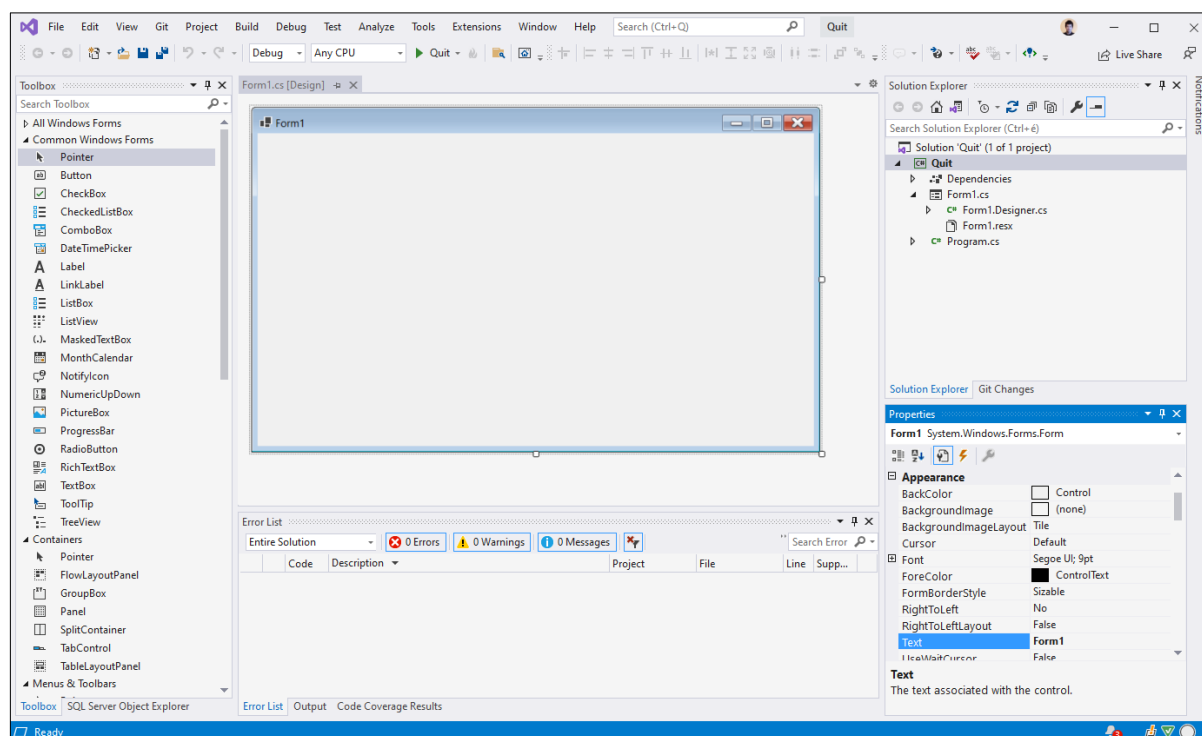 File Edit View Git Project Build Debug Test Analyze Tools Extensions Window Help Search (Ctrl+Q) Quit
Debug Any CPU Quit Live Share
Toolbox
Search Toolbox
All Windows Forms
Common Windows Forms
Pointer
Button
CheckBox
CheckedListBox
ComboBox
DateTimePicker
Label
LinkLabel
ListBox
ListView
MaskedTextBox
MonthCalendar
NotifyIcon
NumericUpDown
PictureBox
ProgressBar
RadioButton
RichTextBox
TextBox
ToolTip
TreeView
Containers
Pointer
FlowLayoutPanel
GroupBox
Panel
SplitContainer
TabControl
TableLayoutPanel
Menus & Toolbars
Toolbox SQL Server Object Explorer
Form1.cs [Design]
Form1
Error List
Entire Solution 0 Errors 0 Warnings 0 Messages Search Error
Code Description Project File Line Supp...
Error List Output Code Coverage Results
Solution Explorer
Search Solution Explorer (Ctrl+é)
Solution 'Quit' (1 of 1 project)
Quit
Dependencies
Form1.cs
Form1.Designer.cs
Form1.resx
Program.cs
Solution Explorer Git Changes
Properties
Form1 System.Windows.Forms.Form
Appearance
BackColor Control
BackgroundImage (none)
BackgroundImageLayout Tile
Cursor Default
Font Segoe UI; 9pt
ForeColor ControlText
FormBorderStyle Sizable
RightToLeft No
RightToLeftLayout False
Text Form1
UseWaitCursor False
Text
The text associated with the control.
Notifications
Ready
3